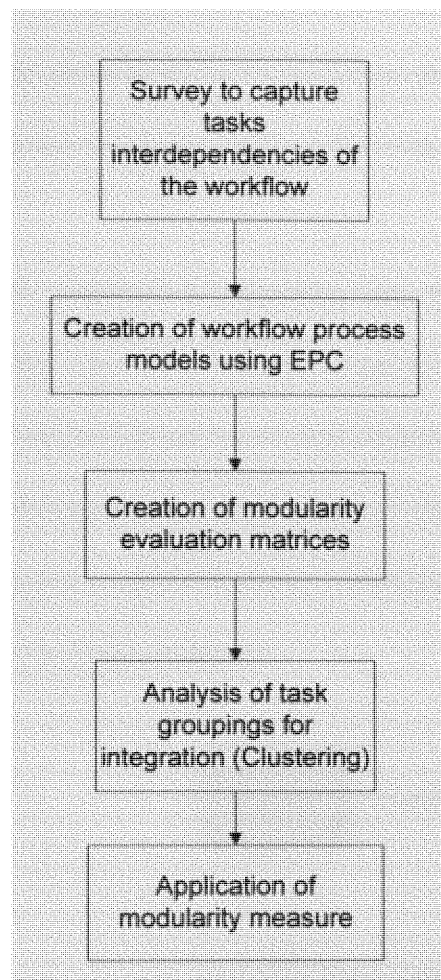 Survey to capture
tasks
interdependencies of
the workflow
Creation of workflow process
models using EPC
Creation of modularity
evaluation matrices
Analysis of task
groupings for
integration (Clustering)
Application of
modularity measure